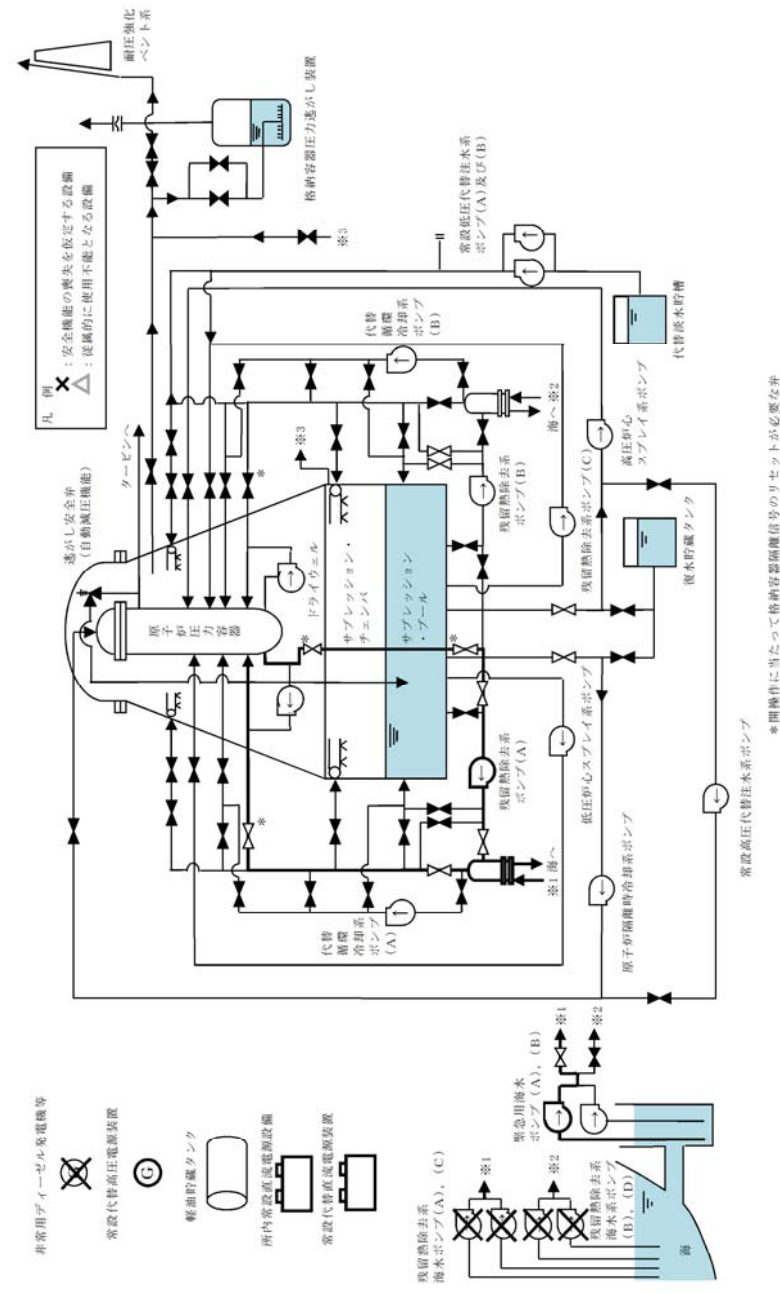 非常用ディーゼル発電機等
常設代替高圧電源装置
G
軽油貯蔵タンク
所内常設直流電源設備
常設代替直流電源装置
凡 例
×:安全機能の喪失を仮定する設備
△:従属的に使用不能となる設備
耐圧強化
ベント系
格納容器圧力逃がし装置
※3
タービンへ
逃がし安全弁
(自動減圧機能)
原子炉圧力容器
ドライウェル
サプレッション・
チェンバ
サプレッション
・プール
※3
*
*
*
*
代替
循環
冷却系
ポンプ
(A)
代替
循環
冷却系
ポンプ
(B)
常設低圧代替注水系
ポンプ(A)及び(B)
代替淡水貯槽
※1 海へ
海へ ※2
残留熱除去系
ポンプ(A)
残留熱除去系
ポンプ(B)
残留熱除去系ポンプ(C)
低圧炉心スプレイ系ポンプ
高圧炉心
スプレイ系ポンプ
復水貯蔵タンク
原子炉隔離時冷却系ポンプ
常設高圧代替注水系ポンプ
残留熱除去系
海水ポンプ(A),(C)
※1
※2
残留熱除去系
海水系ポンプ
(B),(D)
緊急用海水
ポンプ(A),(B)
※1
※2
海
*開操作に当たって格納容器隔離信号のリセットが必要な弁